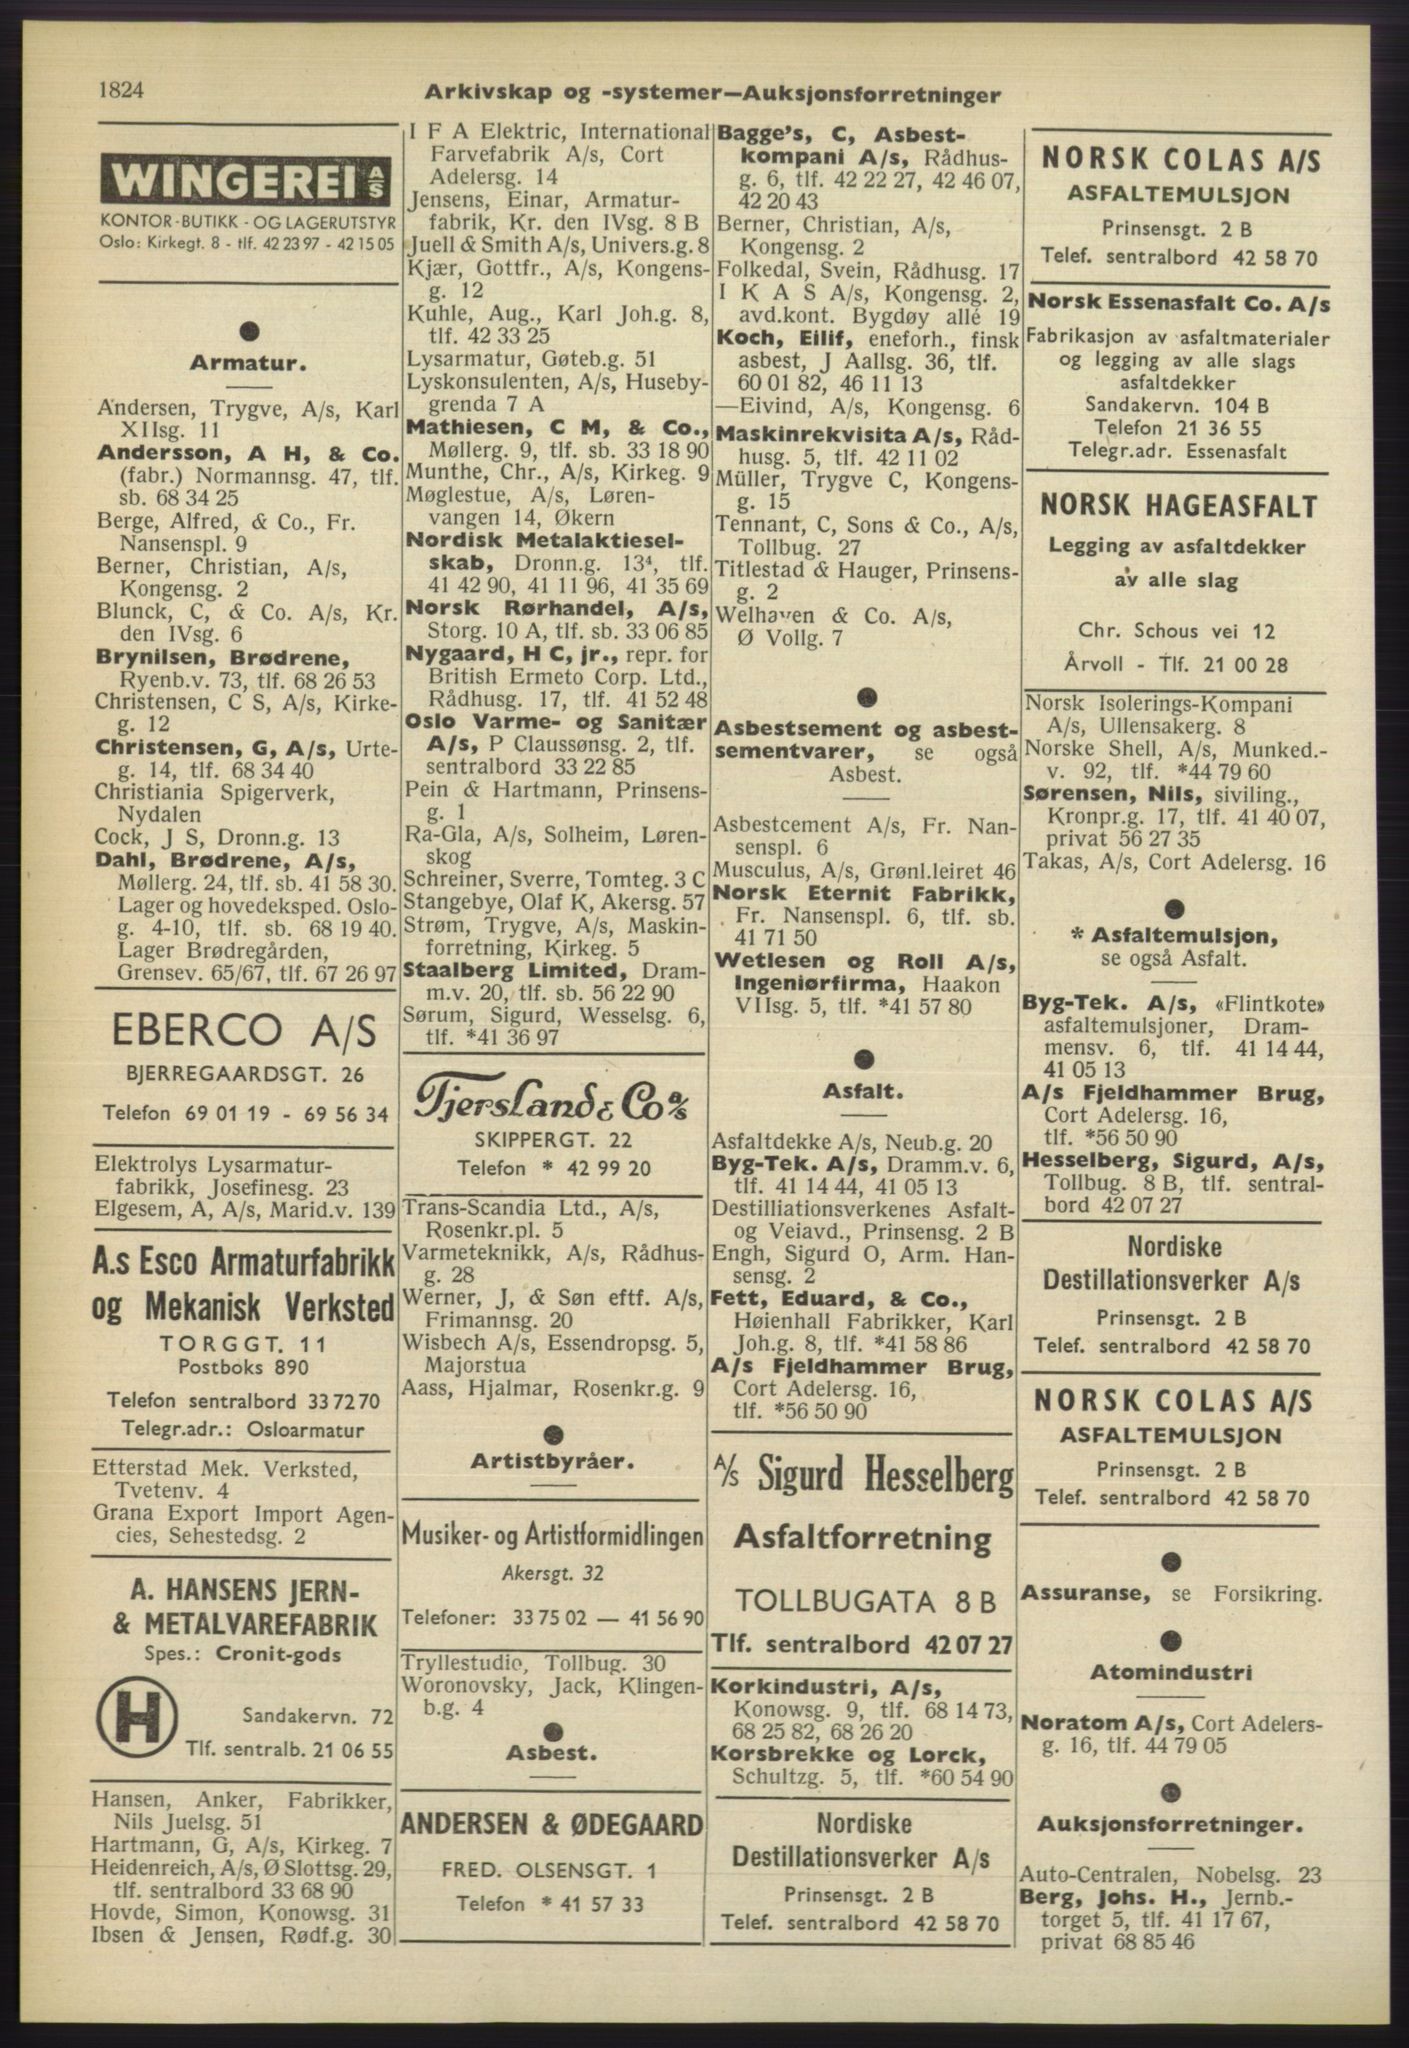 1824
Arkivskap og -systemer—Auksjonsforretninger
WINGEREI A/S
KONTOR - BUTIKK - OG LAGERUTSTYR
Oslo: Kirkegt. 8 - tlf. 42 23 97 - 42 15 05
Armatur.
Andersen, Trygve, A/s, Karl
XIIsg. 11
Andersson, A H, & Co.
(fabr.) Normannsg. 47, tlf.
sb. 68 34 25
Berge, Alfred, & Co., Fr.
Nansenspl. 9
Berner, Christian, A/s,
Kongensg. 2
Blunck, C, & Co. A/s, Kr.
den IVsg. 6
Brynilsen, Brødrene,
Ryenb.v. 73, tlf. 68 26 53
Christensen, C S, A/s, Kirke-
g. 12
Christensen, G, A/s, Urte-
g. 14, tlf. 68 34 40
Christiania Spigerverk,
Nydalen
Cock, J S, Dronn.g. 13
Dahl, Brødrene, A/s,
Møllerg. 24, tlf. sb. 41 58 30.
Lager og hovedeksped. Oslo-
g. 4-10, tlf. sb. 68 19 40.
Lager Brødregården,
Grensev. 65/67, tlf. 67 26 97
EBERCO A/S
BJERREGAARDSGT. 26
Telefon 69 01 19 - 69 56 34
Elektrolys Lysarmatur-
fabrikk, Josefinesg. 23
Elgesem, A, A/s, Marid.v. 139
A.s Esco Armaturfabrikk
og Mekanisk Verksted
TORGGT. 11
Postboks 890
Telefon sentralbord 33 72 70
Telegr.adr.: Osloarmatur
Etterstad Mek. Verksted,
Tvetenv. 4
Grana Export Import Agen-
cies, Sehestedsg. 2
A. HANSENS JERN-
& METALVAREFABRIK
Spes.: Cronit-gods
H
Sandakervn. 72
Tlf. sentralb. 21 06 55
Hansen, Anker, Fabrikker,
Nils Juelsg. 51
Hartmann, G, A/s, Kirkeg. 7
Heidenreich, A/s, Ø Slottsg. 29,
tlf. sentralbord 33 68 90
Hovde, Simon, Konowsg. 31
Ibsen & Jensen, Rødf.g. 30
I F A Elektric, International
Farvefabrik A/s, Cort
Adelersg. 14
Jensens, Einar, Armatur-
fabrik, Kr. den IVsg. 8 B
Juell & Smith A/s, Univers.g. 8
Kjær, Gottfr., A/s, Kongens-
g. 12
Kuhle, Aug., Karl Joh.g. 8,
tlf. 42 33 25
Lysarmatur, Gøteb.g. 51
Lyskonsulenten, A/s, Huseby-
grenda 7 A
Mathiesen, C M, & Co.,
Møllerg. 9, tlf. sb. 33 18 90
Munthe, Chr., A/s, Kirkeg. 9
Møglestue, A/s, Løren-
vangen 14, Økern
Nordisk Metalaktiesel-
skab, Dronn.g. 13⁴, tlf.
41 42 90, 41 11 96, 41 35 69
Norsk Rørhandel, A/s,
Storg. 10 A, tlf. sb. 33 06 85
Nygaard, H C, jr., repr. for
British Ermeto Corp. Ltd.,
Rådhusg. 17, tlf. 41 52 48
Oslo Varme- og Sanitær
A/s, P Claussønsg. 2, tlf.
sentralbord 33 22 85
Pein & Hartmann, Prinsens-
g. 1
Ra-Gla, A/s, Solheim, Løren-
skog
Schreiner, Sverre, Tomteg. 3 C
Stangebye, Olaf K, Akersg. 57
Strøm, Trygve, A/s, Maskin-
forretning, Kirkeg. 5
Staalberg Limited, Dram-
m.v. 20, tlf. sb. 56 22 90
Sørum, Sigurd, Wesselsg. 6,
tlf. *41 36 97
Tjersland & Co A/s
SKIPPERGT. 22
Telefon * 42 99 20
Trans-Scandia Ltd., A/s,
Rosenkr.pl. 5
Varmeteknikk, A/s, Rådhus-
g. 28
Werner, J, & Søn eftf. A/s,
Frimannsg. 20
Wisbech A/s, Essendropsg. 5,
Majorstua
Aass, Hjalmar, Rosenkr.g. 9
Artistbyråer.
Musiker- og Artistformidlingen
Akersgt. 32
Telefoner: 33 75 02 — 41 56 90
Tryllestudio, Tollbug. 30
Woronovsky, Jack, Klingen-
b.g. 4
Asbest.
ANDERSEN & ØDEGAARD
FRED. OLSENSGT. 1
Telefon * 41 57 33
Bagge's, C, Asbest-
kompani A/s, Rådhus-
g. 6, tlf. 42 22 27, 42 46 07,
42 20 43
Berner, Christian, A/s,
Kongensg. 2
Folkedal, Svein, Rådhusg. 17
I K A S A/s, Kongensg. 2,
avd.kont. Bygdøy allé 19
Koch, Eilif, eneforh., finsk
asbest, J Aallsg. 36, tlf.
60 01 82, 46 11 13
—Eivind, A/s, Kongensg. 6
Maskinrekvisita A/s, Råd-
husg. 5, tlf. 42 11 02
Müller, Trygve C, Kongens-
g. 15
Tennant, C, Sons & Co., A/s,
Tollbug. 27
Titlestad & Hauger, Prinsens-
g. 2
Welhaven & Co. A/s,
Ø Vollg. 7
Asbestsement og asbest-
sementvarer, se også
Asbest.
Asbestcement A/s, Fr. Nan-
senspl. 6
Musculus, A/s, Grønl.leiret 46
Norsk Eternit Fabrikk,
Fr. Nansenspl. 6, tlf. sb.
41 71 50
Wetlesen og Roll A/s,
Ingeniørfirma, Haakon
VIIsg. 5, tlf. *41 57 80
Asfalt.
Asfaltdekke A/s, Neub.g. 20
Byg-Tek. A/s, Dramm.v. 6,
tlf. 41 14 44, 41 05 13
Destilliationsverkenes Asfalt-
og Veiavd., Prinsensg. 2 B
Engh, Sigurd O, Arm. Han-
sensg. 2
Fett, Eduard, & Co.,
Høienhall Fabrikker, Karl
Joh.g. 8, tlf. *41 58 86
A/s Fjeldhammer Brug,
Cort Adelersg. 16,
tlf. *56 50 90
A/S Sigurd Hesselberg
Asfaltforretning
TOLLBUGATA 8 B
Tlf. sentralbord 42 07 27
Korkindustri, A/s,
Konowsg. 9, tlf. 68 14 73,
68 25 82, 68 26 20
Korsbrekke og Lorck,
Schultzg. 5, tlf. *60 54 90
Nordiske
Destillationsverker A/s
Prinsensgt. 2 B
Telef. sentralbord 42 58 70
NORSK COLAS A/S
ASFALTEMULSJON
Prinsensgt. 2 B
Telef. sentralbord 42 58 70
Norsk Essenasfalt Co. A/s
Fabrikasjon av asfaltmaterialer
og legging av alle slags
asfaltdekker
Sandakervn. 104 B
Telefon 21 36 55
Telegr.adr. Essenasfalt
NORSK HAGEASFALT
Legging av asfaltdekker
av alle slag
Chr. Schous vei 12
Årvoll - Tlf. 21 00 28
Norsk Isolerings-Kompani
A/s, Ullensakerg. 8
Norske Shell, A/s, Munked.-
v. 92, tlf. *44 79 60
Sørensen, Nils, siviling.,
Kronpr.g. 17, tlf. 41 40 07,
privat 56 27 35
Takas, A/s, Cort Adelersg. 16
* Asfaltemulsjon,
se også Asfalt.
Byg-Tek. A/s, «Flintkote»
asfaltemulsjoner, Dram-
mensv. 6, tlf. 41 14 44,
41 05 13
A/s Fjeldhammer Brug,
Cort Adelersg. 16,
tlf. *56 50 90
Hesselberg, Sigurd, A/s,
Tollbug. 8 B, tlf. sentral-
bord 42 07 27
Nordiske
Destillationsverker A/s
Prinsensgt. 2 B
Telef. sentralbord 42 58 70
NORSK COLAS A/S
ASFALTEMULSJON
Prinsensgt. 2 B
Telef. sentralbord 42 58 70
Assuranse, se Forsikring.
Atomindustri
Noratom A/s, Cort Adelers-
g. 16, tlf. 44 79 05
Auksjonsforretninger.
Auto-Centralen, Nobelsg. 23
Berg, Johs. H., Jernb.-
torget 5, tlf. 41 17 67,
privat 68 85 46